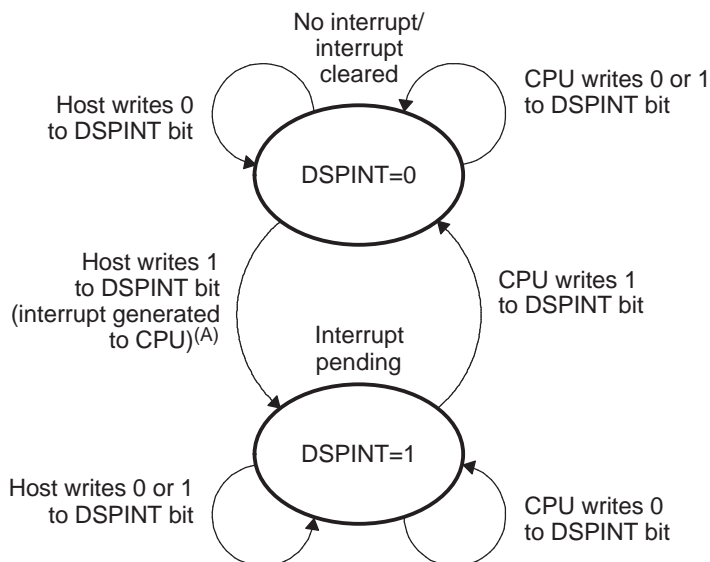 No interrupt/
interrupt
cleared
Host writes 0
to DSPINT bit
CPU writes 0 or 1
to DSPINT bit
DSPINT=0
Host writes 1
to DSPINT bit
(interrupt generated
to CPU)(A)
CPU writes 1
to DSPINT bit
Interrupt
pending
DSPINT=1
Host writes 0 or 1
to DSPINT bit
CPU writes 0
to DSPINT bit